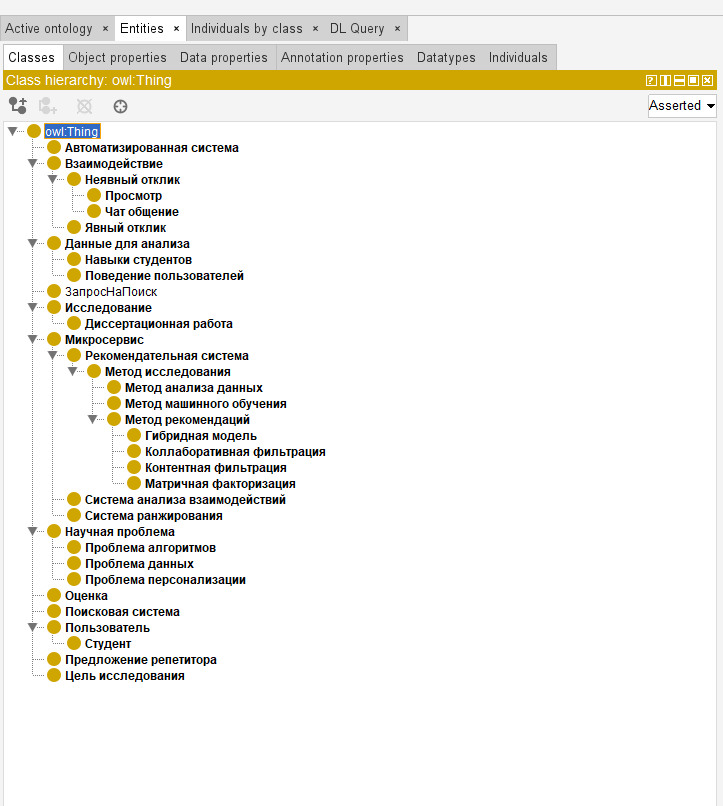 Active ontology × Entities × Individuals by class × DL Query ×
Classes Object properties Data properties Annotation properties Datatypes Individuals
Class hierarchy: owl:Thing
Asserted
owl:Thing
Автоматизированная система
Взаимодействие
Неявный отклик
Просмотр
Чат общение
Явный отклик
Данные для анализа
Навыки студентов
Поведение пользователей
ЗапросНаПоиск
Исследование
Диссертационная работа
Микросервис
Рекомендательная система
Метод исследования
Метод анализа данных
Метод машинного обучения
Метод рекомендаций
Гибридная модель
Коллаборативная фильтрация
Контентная фильтрация
Матричная факторизация
Система анализа взаимодействий
Система ранжирования
Научная проблема
Проблема алгоритмов
Проблема данных
Проблема персонализации
Оценка
Поисковая система
Пользователь
Студент
Предложение репетитора
Цель исследования